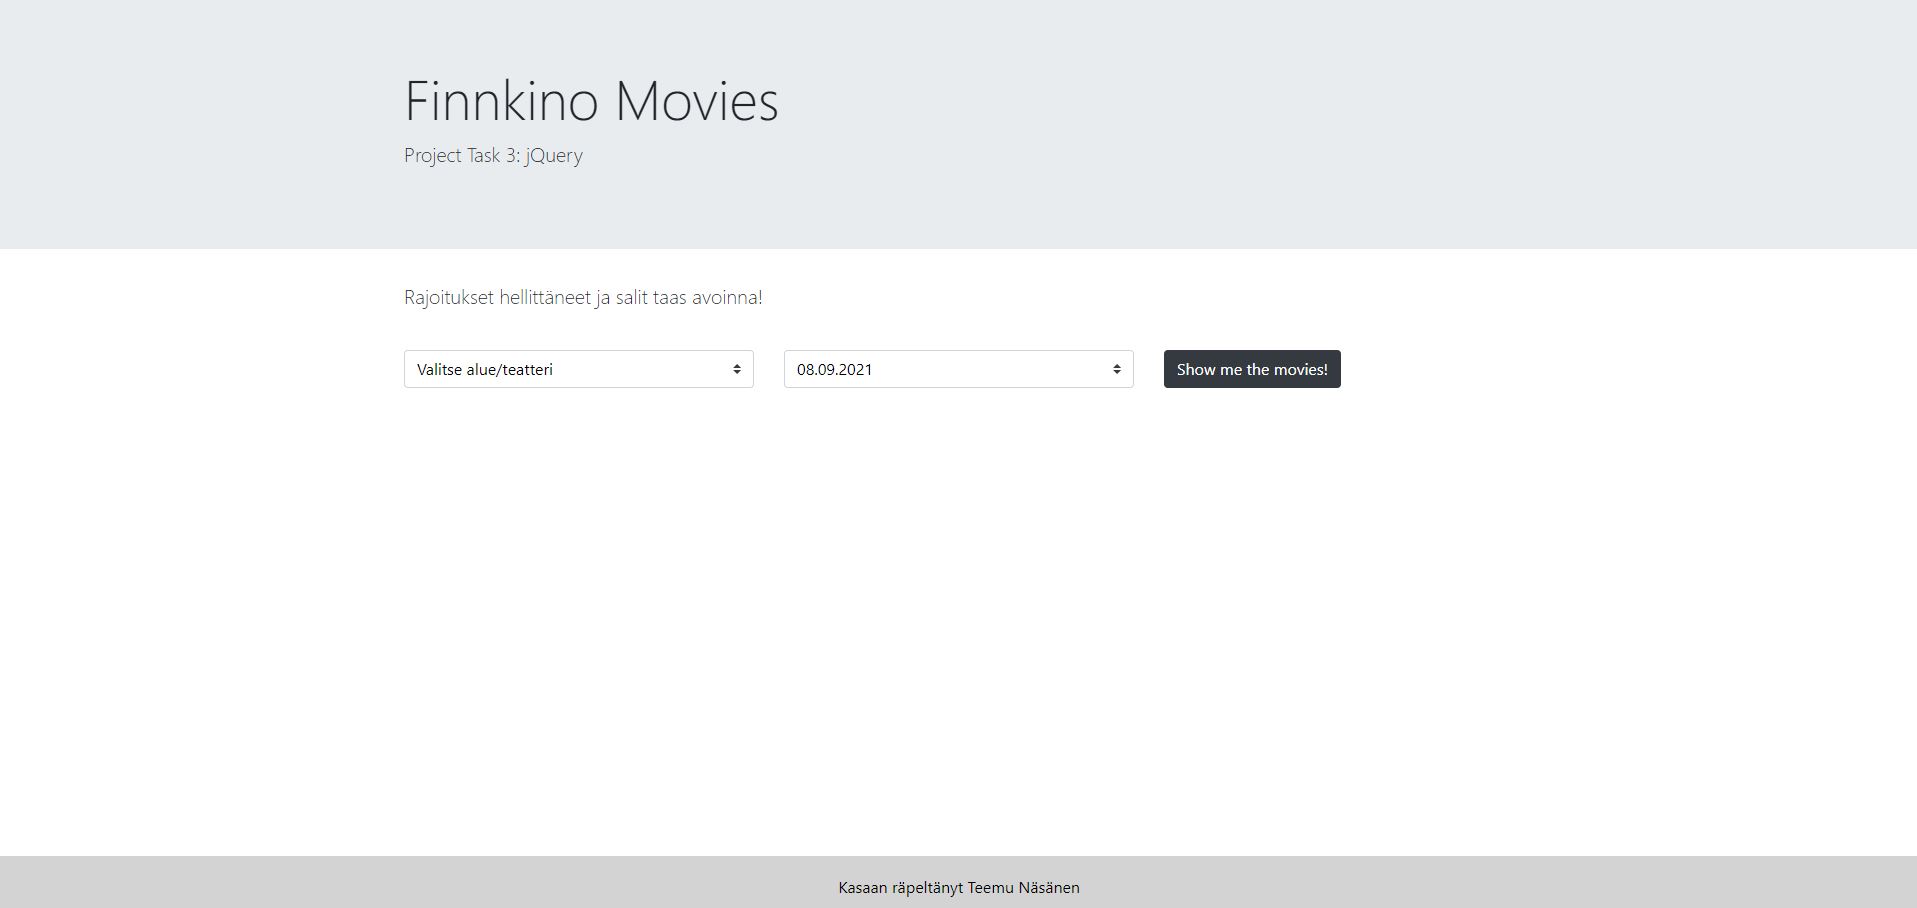 Finnkino Movies
Project Task 3: jQuery
Rajoitukset hellittäneet ja salit taas avoinna!
Valitse alue/teatteri
08.09.2021
Show me the movies!
Kasaan räpeltänyt Teemu Näsänen